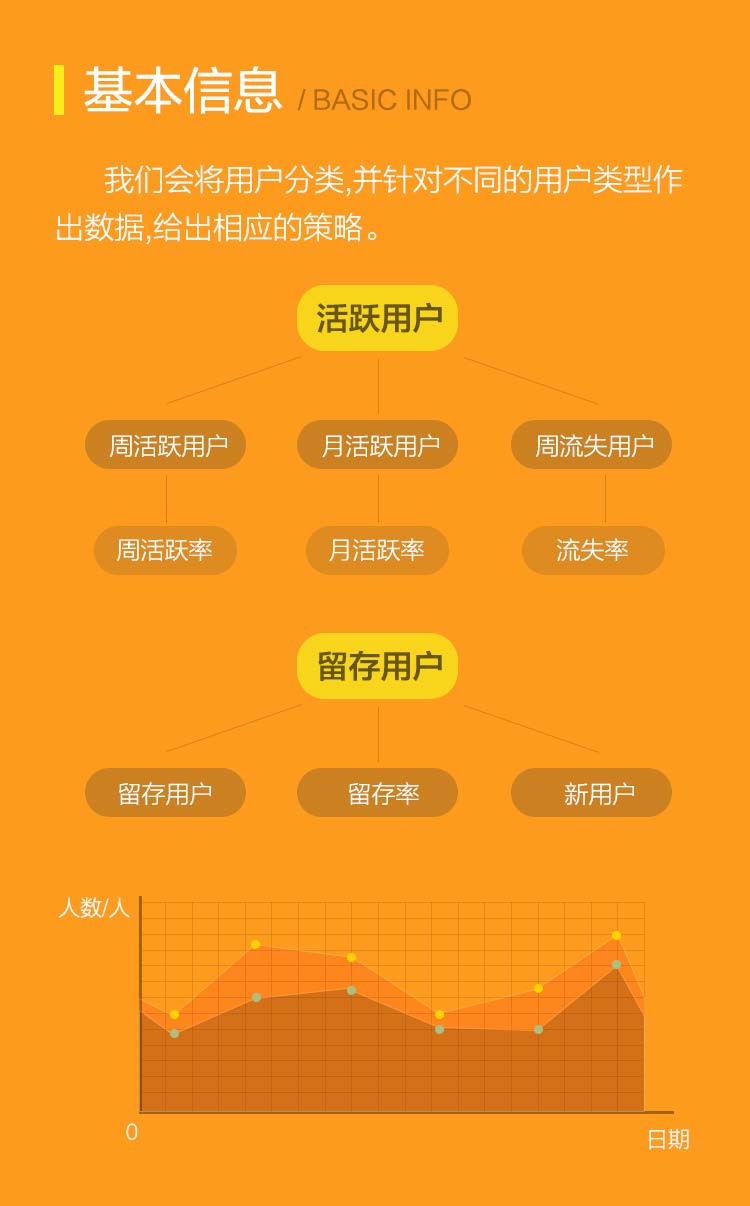 基本信息 / BASIC INFO
我们会将用户分类,并针对不同的用户类型作
出数据,给出相应的策略。
活跃用户
周活跃用户 月活跃用户 周流失用户
周活跃率 月活跃率 流失率
留存用户
留存用户 留存率 新用户
人数/人
0
日期